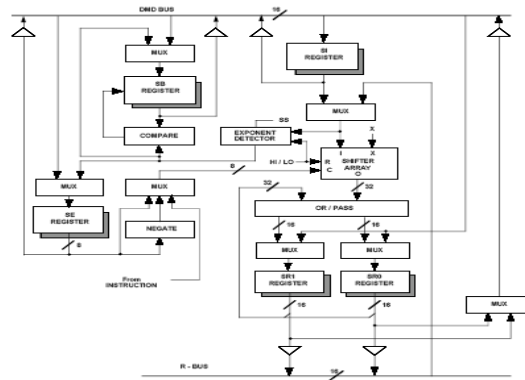 DMD BUS 16
MUX
SI
REGISTER
SB
REGISTER
MUX
SS
COMPARE
EXPONENT
DETECTOR
X
I X
HI / LO
R
SHIFTER
ARRAY
C
O
8
MUX
MUX
32
32
SE
REGISTER
OR / PASS
NEGATE
16
16
8
MUX
MUX
From
INSTRUCTION
SR1
REGISTER
SR0
REGISTER
16
16
MUX
R - BUS
16